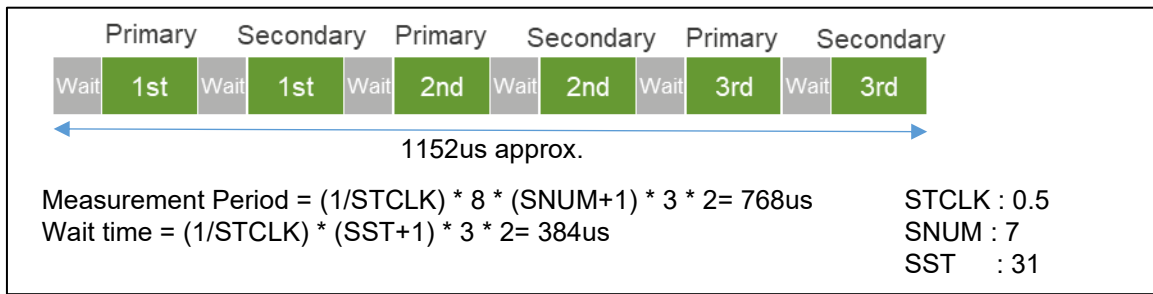 Primary Secondary Primary Secondary Primary Secondary
Wait 1st Wait 1st Wait 2nd Wait 2nd Wait 3rd Wait 3rd
1152us approx.
Measurement Period = (1/STCLK) * 8 * (SNUM+1) * 3 * 2= 768us
Wait time = (1/STCLK) * (SST+1) * 3 * 2= 384us
STCLK : 0.5
SNUM : 7
SST : 31